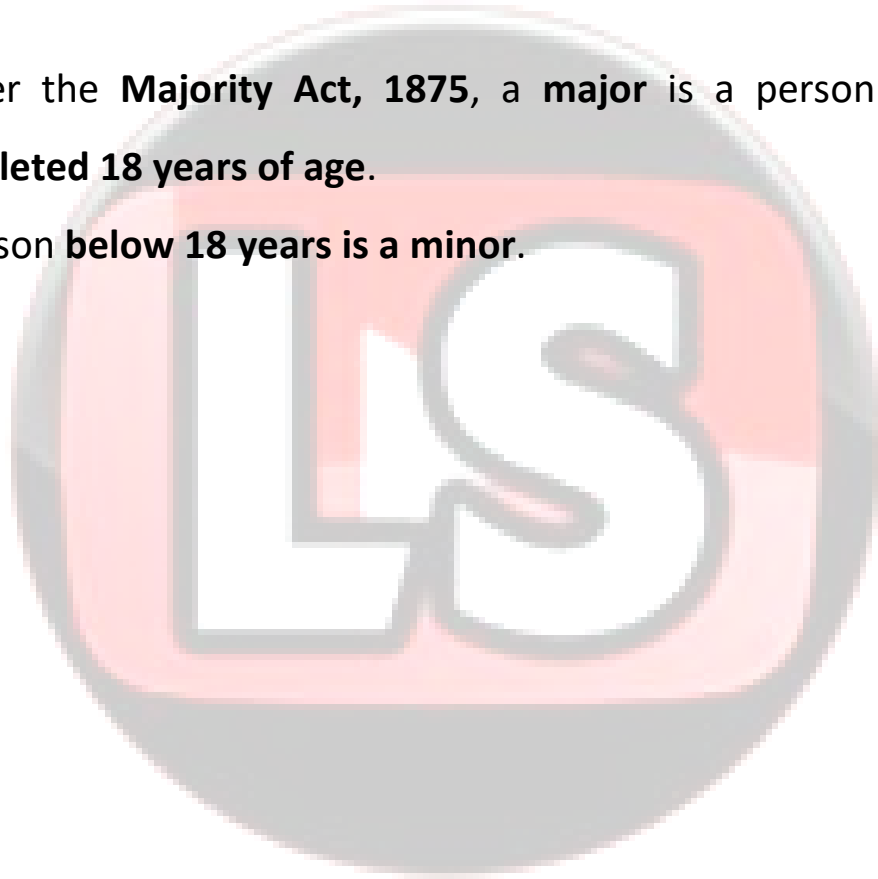 er the Majority Act, 1875, a major is a person
leted 18 years of age.
son below 18 years is a minor.
LS